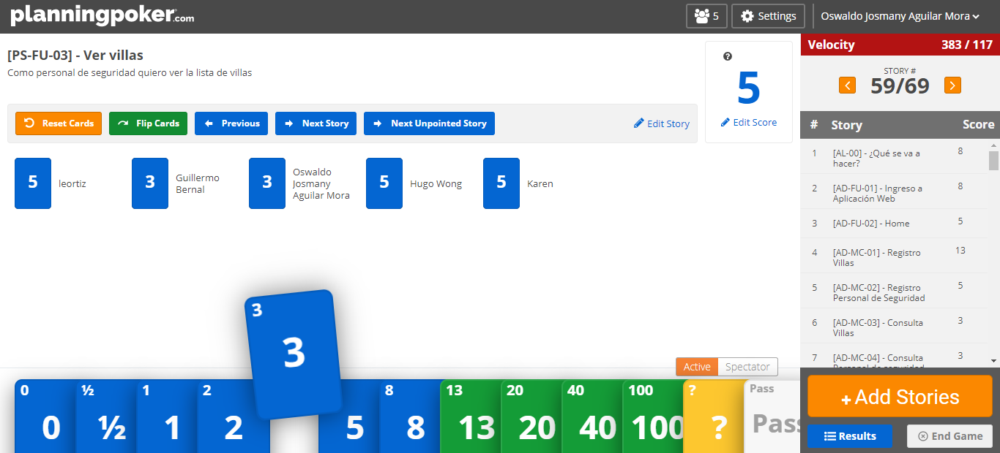 planningpoker.com
5
Settings
Oswaldo Josmany Aguilar Mora
[PS-FU-03] - Ver villas
Como personal de seguridad quiero ver la lista de villas
?
5
Edit Score
Reset Cards
Flip Cards
Previous
Next Story
Next Unpointed Story
Edit Story
5
leortiz
3
Guillermo
Bernal
3
Oswaldo
Josmany
Aguilar Mora
5
Hugo Wong
5
Karen
Velocity 383 / 117
STORY #
59/69
# Story Score
1 [AL-00] - ¿Qué se va a 8
hacer?
2 [AD-FU-01] - Ingreso a 8
Aplicación Web
3 [AD-FU-02] - Home 5
4 [AD-MC-01] - Registro 13
Villas
5 [AD-MC-02] - Registro 5
Personal de Seguridad
6 [AD-MC-03] - Consulta 3
Villas
7 [AD-MC-04] - Consulta 3
Personal de seguridad
Active Spectator
3
3
0
0
½
½
1
1
2
2
5
8
8
13
13
20
20
40
40
100
100
?
?
Pass
Pass
+ Add Stories
Results
End Game